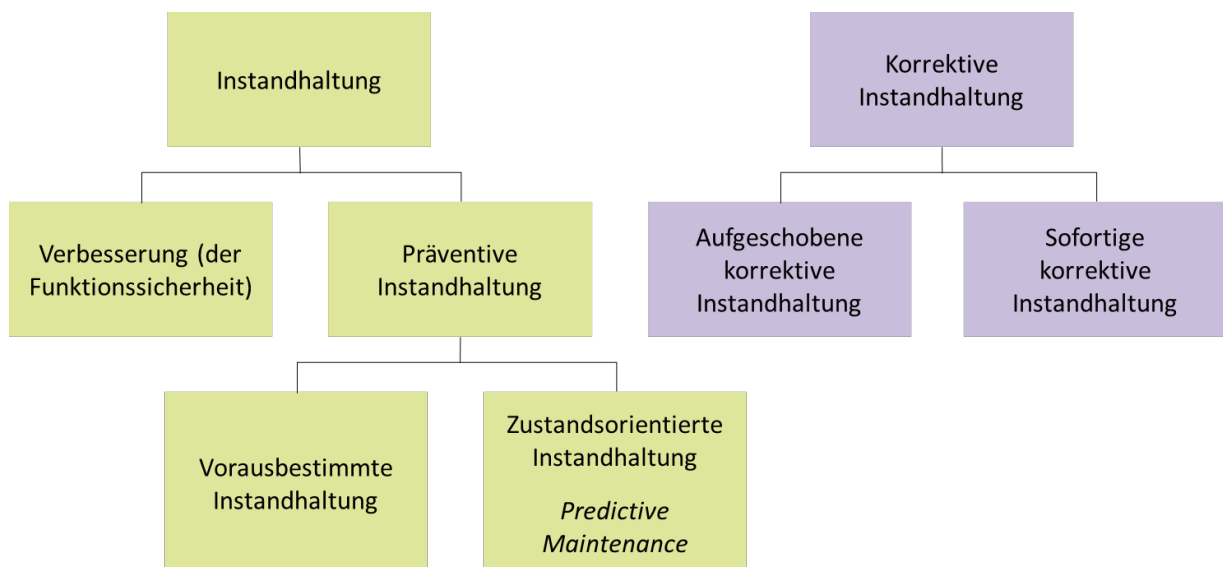 Instandhaltung
Korrektive
Instandhaltung
Verbesserung (der
Funktionssicherheit)
Präventive
Instandhaltung
Aufgeschobene
korrektive
Instandhaltung
Sofortige
korrektive
Instandhaltung
Vorausbestimmte
Instandhaltung
Zustandsorientierte
Instandhaltung
Predictive
Maintenance